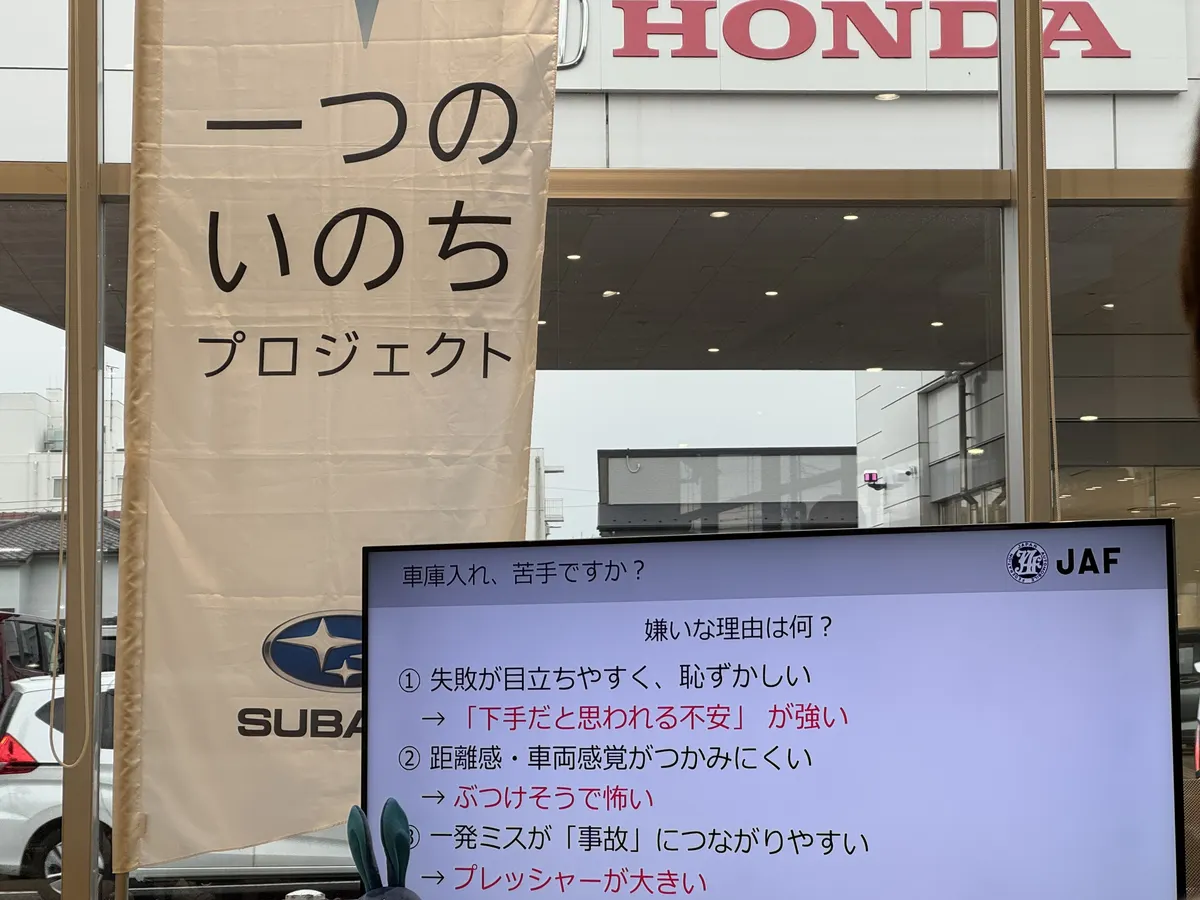 HONDA
一つの
いのち
プロジェクト
SUBA
車庫入れ、苦手ですか？
JAF
嫌いな理由は何？
① 失敗が目立ちやすく、恥ずかしい
→ 「下手だと思われる不安」 が強い
② 距離感・車両感覚がつかみにくい
→ ぶつけそうで怖い
③ 一発ミスが「事故」につながりやすい
→ プレッシャーが大きい